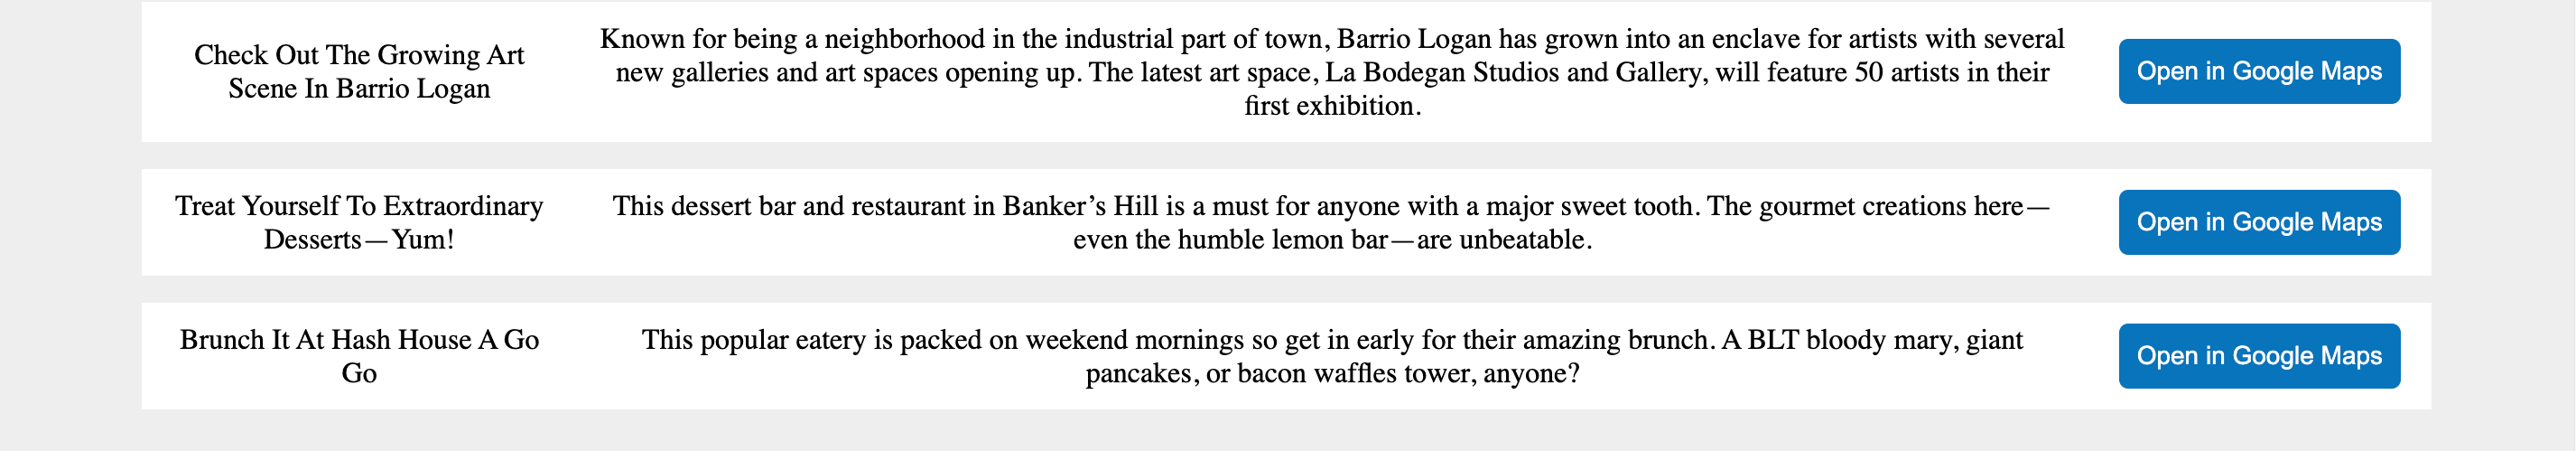 Check Out The Growing Art
Scene In Barrio Logan
Known for being a neighborhood in the industrial part of town, Barrio Logan has grown into an enclave for artists with several
new galleries and art spaces opening up. The latest art space, La Bodegan Studios and Gallery, will feature 50 artists in their
first exhibition.
Open in Google Maps
Treat Yourself To Extraordinary
Desserts—Yum!
This dessert bar and restaurant in Banker’s Hill is a must for anyone with a major sweet tooth. The gourmet creations here—
even the humble lemon bar—are unbeatable.
Open in Google Maps
Brunch It At Hash House A Go
Go
This popular eatery is packed on weekend mornings so get in early for their amazing brunch. A BLT bloody mary, giant
pancakes, or bacon waffles tower, anyone?
Open in Google Maps